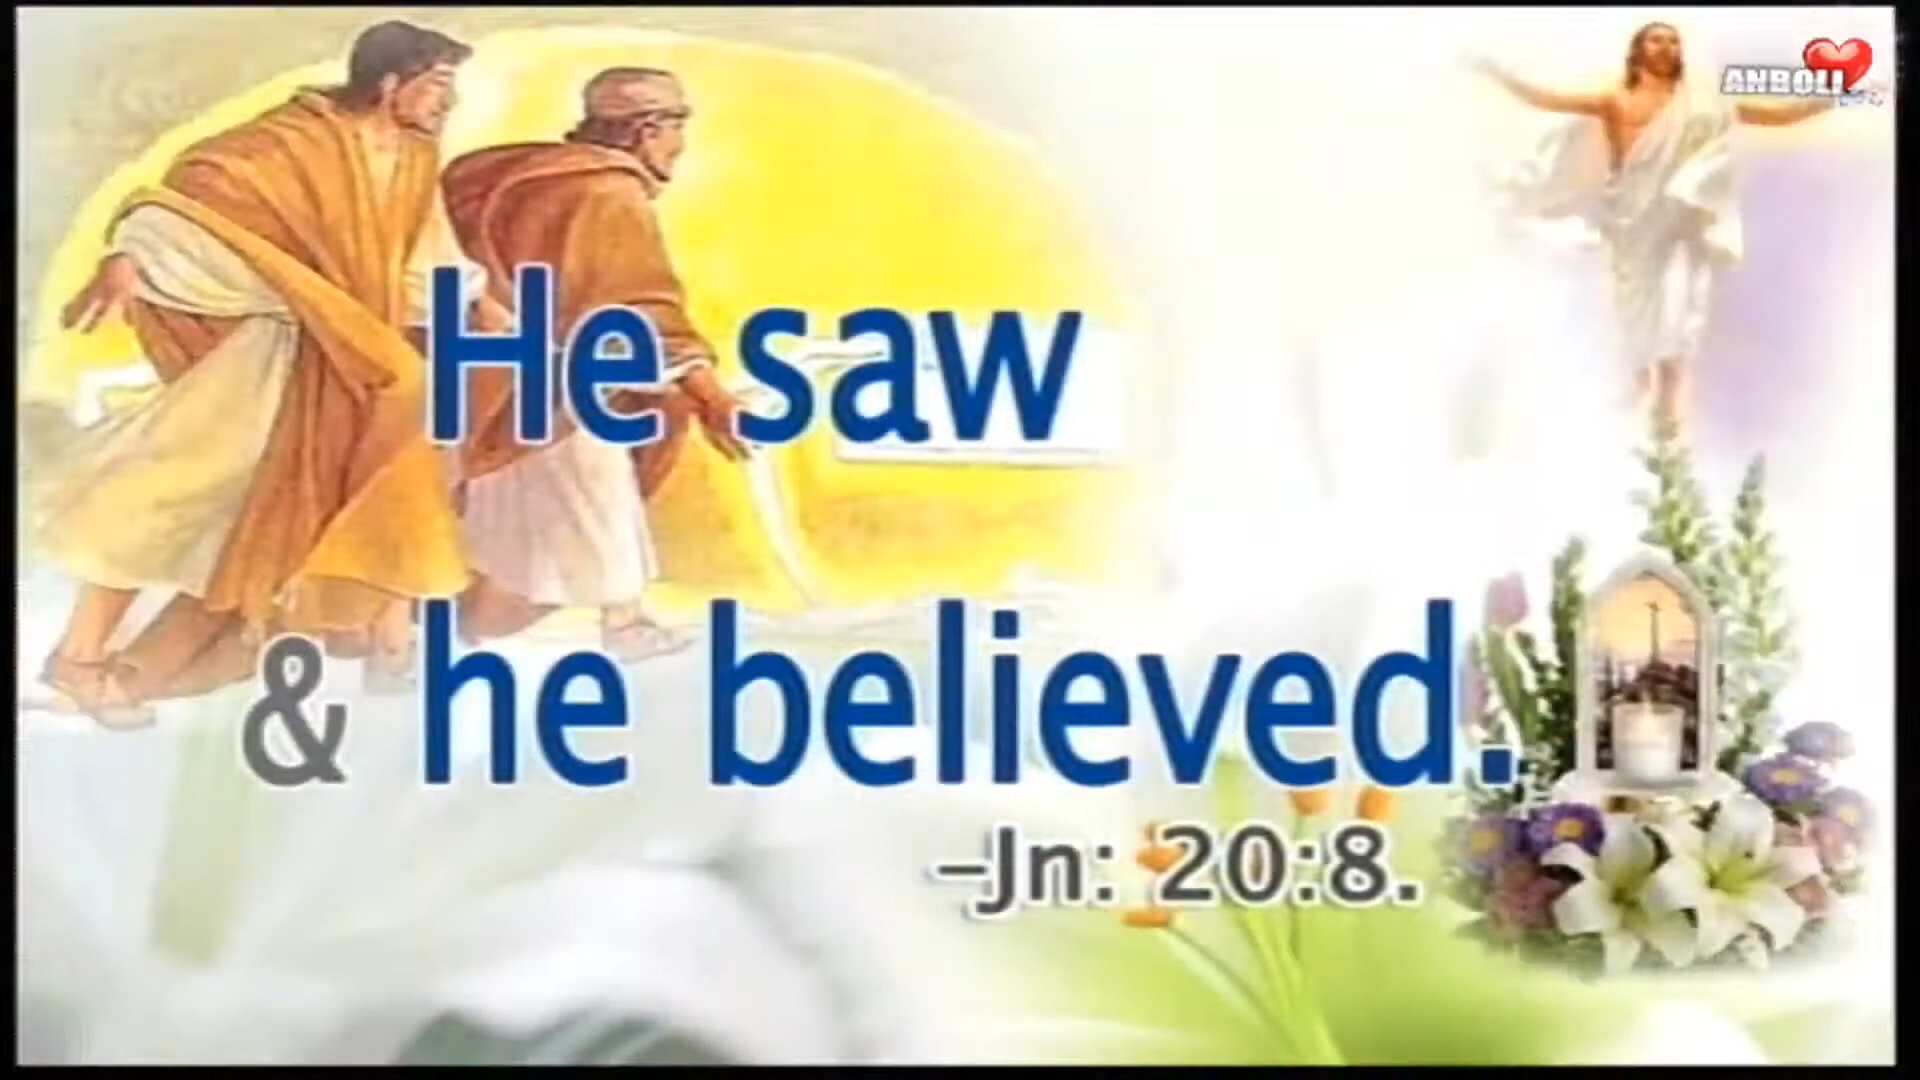 ANBOLI
He saw
& he believed.
–Jn: 20:8.